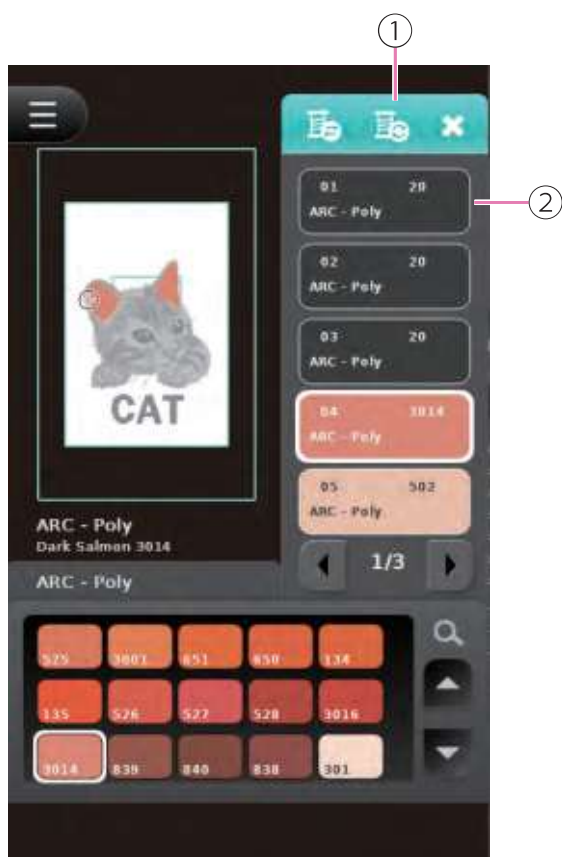 ①
01 20
ARC - Poly
②
02 20
ARC - Poly
03 20
ARC - Poly
04 3014
ARC - Poly
05 502
ARC - Poly
1/3
CAT
ARC - Poly
Dark Salmon 3014
ARC - Poly
575 3001 651 650 134
135 526 527 528 3016
3014 839 840 838 301